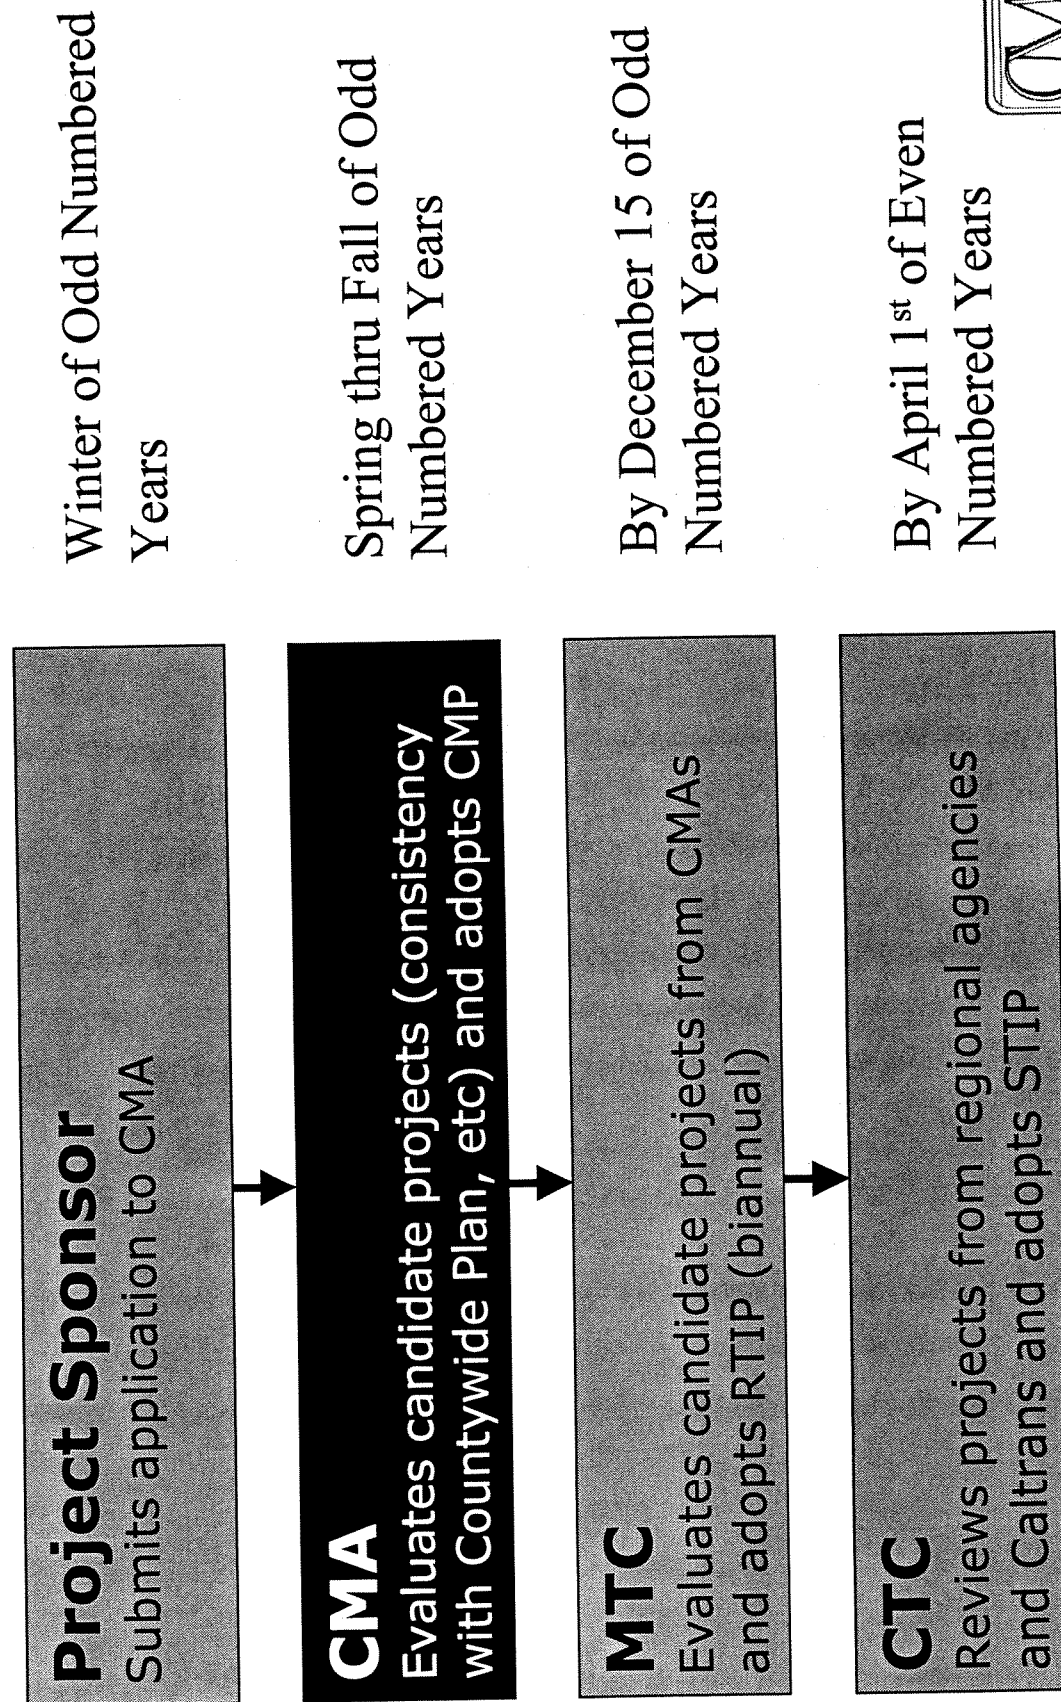 Project Sponsor
Submits application to CMA
Winter of Odd Numbered
Years
CMA
Evaluates candidate projects (consistency
with Countywide Plan, etc) and adopts CMP
Spring thru Fall of Odd
Numbered Years
MTC
Evaluates candidate projects from CMAs
and adopts RTIP (biannual)
By December 15 of Odd
Numbered Years
CTC
Reviews projects from regional agencies
and Caltrans and adopts STIP
By April 1st of Even
Numbered Years